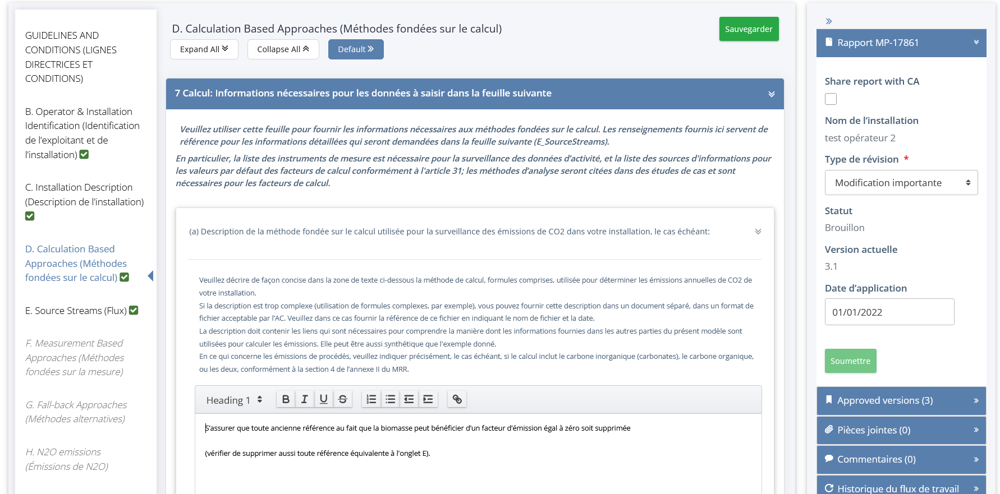 GUIDELINES AND
CONDITIONS (LIGNES
DIRECTRICES ET
CONDITIONS)
B. Operator & Installation
Identification (Identification
de l’exploitant et de
l’installation)
C. Installation Description
(Description de l’installation)
D. Calculation Based
Approaches (Méthodes
fondées sur le calcul)
E. Source Streams (Flux)
F. Measurement Based
Approaches (Méthodes
fondées sur la mesure)
G. Fall-back Approaches
(Méthodes alternatives)
H. N2O emissions
(Émissions de N2O)
D. Calculation Based Approaches (Méthodes fondées sur le calcul)
Sauvegarder
Expand All
Collapse All
Default
7 Calcul: Informations nécessaires pour les données à saisir dans la feuille suivante
Veuillez utiliser cette feuille pour fournir les informations nécessaires aux méthodes fondées sur le calcul. Les renseignements fournis ici servent de
référence pour les informations détaillées qui seront demandées dans la feuille suivante (E_SourceStreams).
En particulier, la liste des instruments de mesure est nécessaire pour la surveillance des données d’activité, et la liste des sources d'informations pour
les valeurs par défaut des facteurs de calcul conformément à l'article 31; les méthodes d’analyse seront citées dans des études de cas et sont
nécessaires pour les facteurs de calcul.
(a) Description de la méthode fondée sur le calcul utilisée pour la surveillance des émissions de CO2 dans votre installation, le cas échéant:
Veuillez décrire de façon concise dans la zone de texte ci-dessous la méthode de calcul, formules comprises, utilisée pour déterminer les émissions annuelles de CO2 de
votre installation.
Si la description est trop complexe (utilisation de formules complexes, par exemple), vous pouvez fournir cette description dans un document séparé, dans un format de
fichier acceptable par l’AC. Veuillez dans ce cas fournir la référence de ce fichier en indiquant le nom de fichier et la date.
La description doit contenir les liens qui sont nécessaires pour comprendre la manière dont les informations fournies dans les autres parties du présent modèle sont
utilisées pour calculer les émissions. Elle peut être aussi synthétique que l'exemple donné.
En ce qui concerne les émissions de procédés, veuillez indiquer précisément, le cas échéant, si le calcul inclut le carbone inorganique (carbonates), le carbone organique,
ou les deux, conformément à la section 4 de l’annexe II du MRR.
Heading 1 B I U S
S’assurer que toute ancienne référence au fait que la biomasse peut bénéficier d’un facteur d’émission égal à zéro soit supprimée
(vérifier de supprimer aussi toute référence équivalente à l'onglet E).
Rapport MP-17861
Share report with CA
Nom de l’installation
test opérateur 2
Type de révision *
Modification importante
Statut
Brouillon
Version actuelle
3.1
Date d’application
01/01/2022
Soumettre
Approved versions (3)
Pièces jointes (0)
Commentaires (0)
Historique du flux de travail